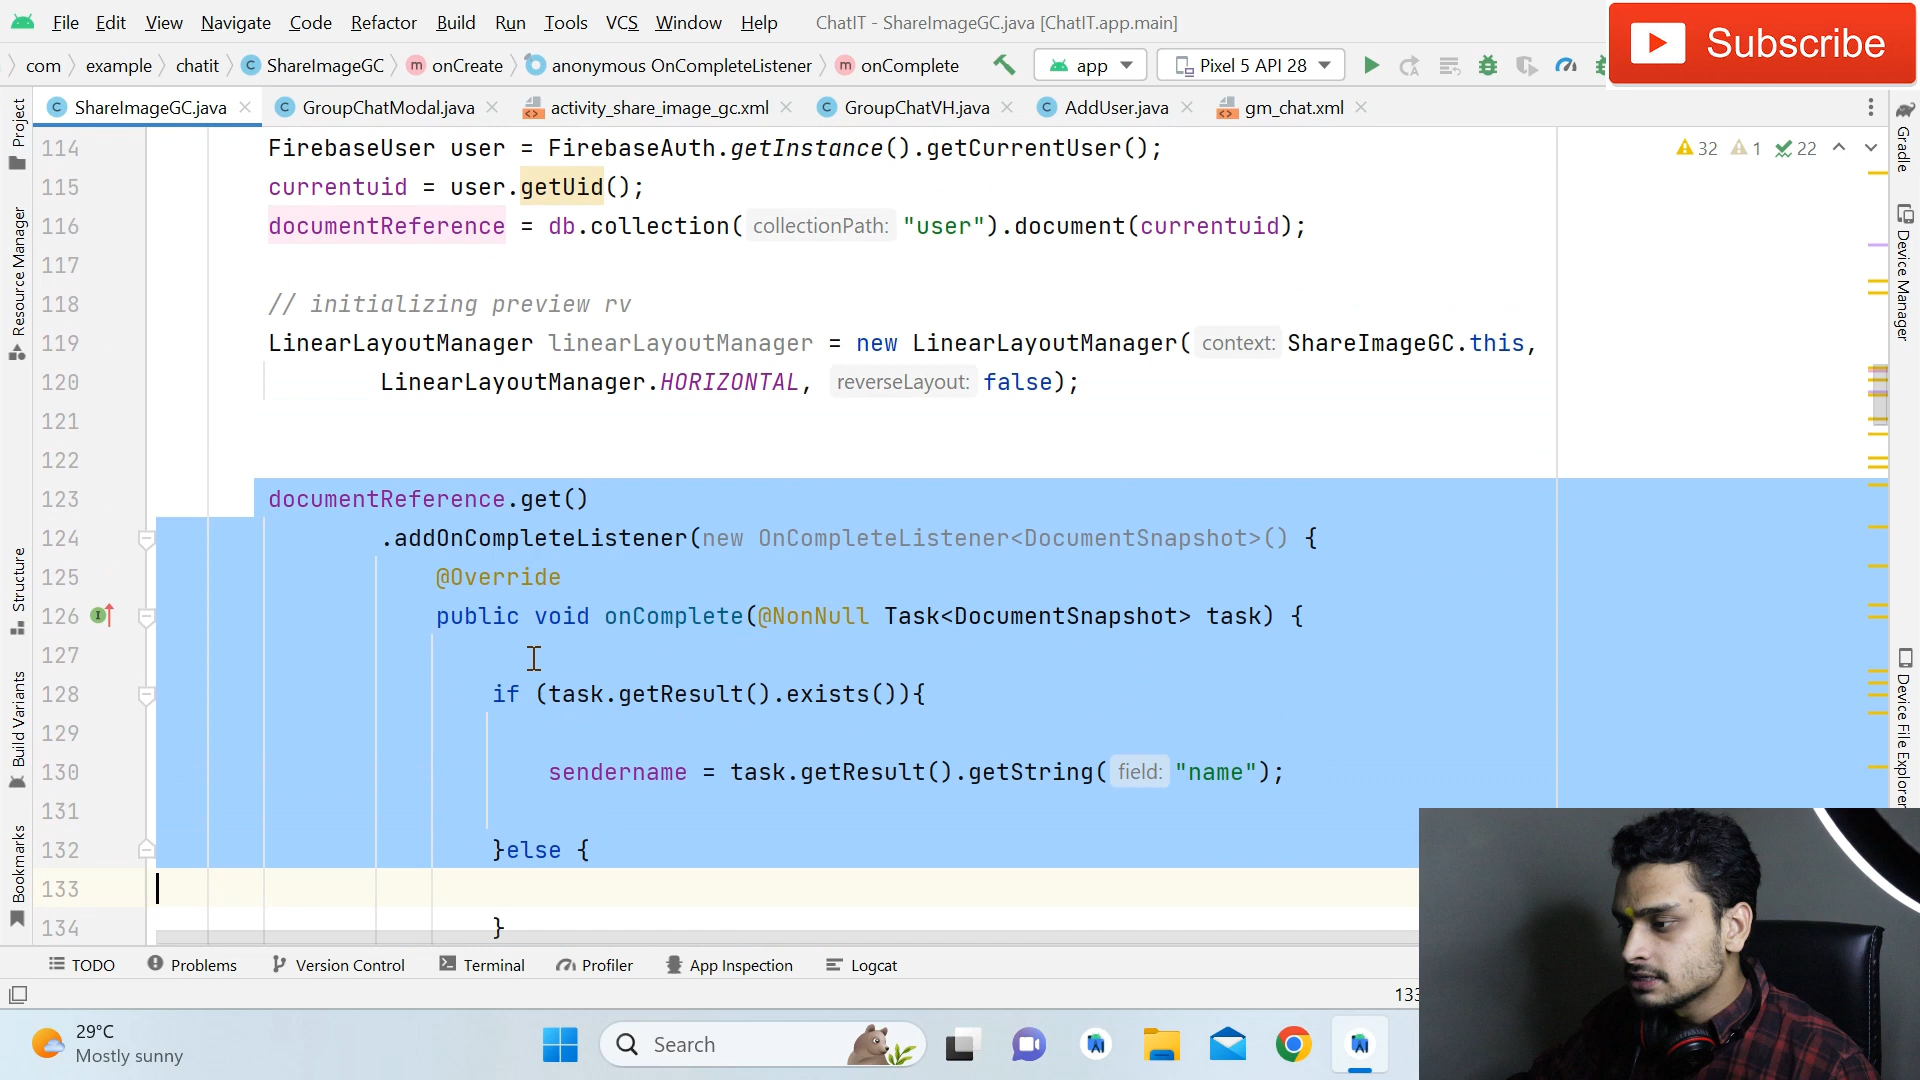 File Edit View Navigate Code Refactor Build Run Tools VCS Window Help ChatIT - ShareImageGC.java [ChatIT.app.main]
Subscribe
com example chatit ShareImageGC onCreate anonymous OnCompleteListener onComplete app Pixel 5 API 28
ShareImageGC.java GroupChatModal.java activity_share_image_gc.xml GroupChatVH.java AddUser.java gm_chat.xml
Project
Resource Manager
Structure
Build Variants
Bookmarks
Gradle
Device Manager
Device File Explorer
32 1 22
114 FirebaseUser user = FirebaseAuth.getInstance().getCurrentUser();
115 currentuid = user.getUid();
116 documentReference = db.collection( collectionPath: "user").document(currentuid);
117
118 // initializing preview rv
119 LinearLayoutManager linearLayoutManager = new LinearLayoutManager( context: ShareImageGC.this,
120 LinearLayoutManager.HORIZONTAL, reverseLayout: false);
121
122
123 documentReference.get()
124 .addOnCompleteListener(new OnCompleteListener<DocumentSnapshot>() {
125 @Override
126 public void onComplete(@NonNull Task<DocumentSnapshot> task) {
127
128 if (task.getResult().exists()){
129
130 sendername = task.getResult().getString( field: "name");
131
132 }else {
133
134 }
TODO Problems Version Control Terminal Profiler App Inspection Logcat
133
29°C
Mostly sunny
Search